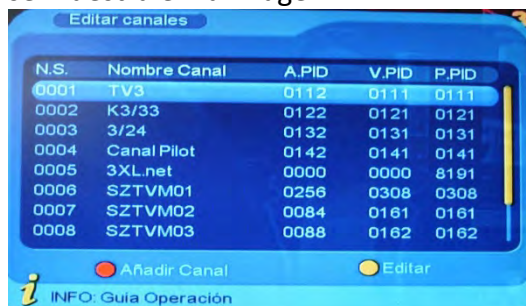 Editar canales
N.S. Nombre Canal A.PID V.PID P.PID
0001 TV3 0112 0111 0111
0002 K3/33 0122 0121 0121
0003 3/24 0132 0131 0131
0004 Canal Pilot 0142 0141 0141
0005 3XL.net 0000 0000 8191
0006 SZTVM01 0256 0308 0308
0007 SZTVM02 0084 0161 0161
0008 SZTVM03 0088 0162 0162
Añadir Canal Editar
INFO: Guia Operación